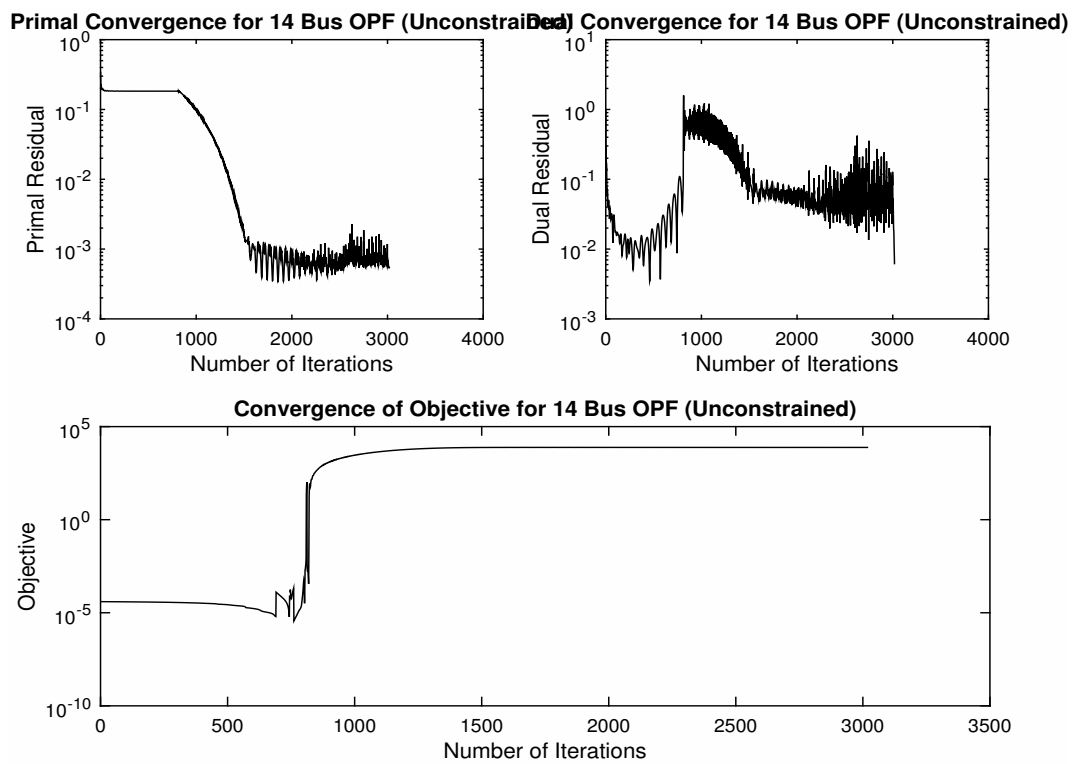 Primal Convergence for 14 Bus OPF (Unconstrained)
10^0
10^-1
10^-2
10^-3
10^-4
Primal Residual
0 1000 2000 3000 4000
Number of Iterations
Dual Convergence for 14 Bus OPF (Unconstrained)
10^1
10^0
10^-1
10^-2
10^-3
Dual Residual
0 1000 2000 3000 4000
Number of Iterations
Convergence of Objective for 14 Bus OPF (Unconstrained)
10^5
10^0
10^-5
10^-10
Objective
0 500 1000 1500 2000 2500 3000 3500
Number of Iterations